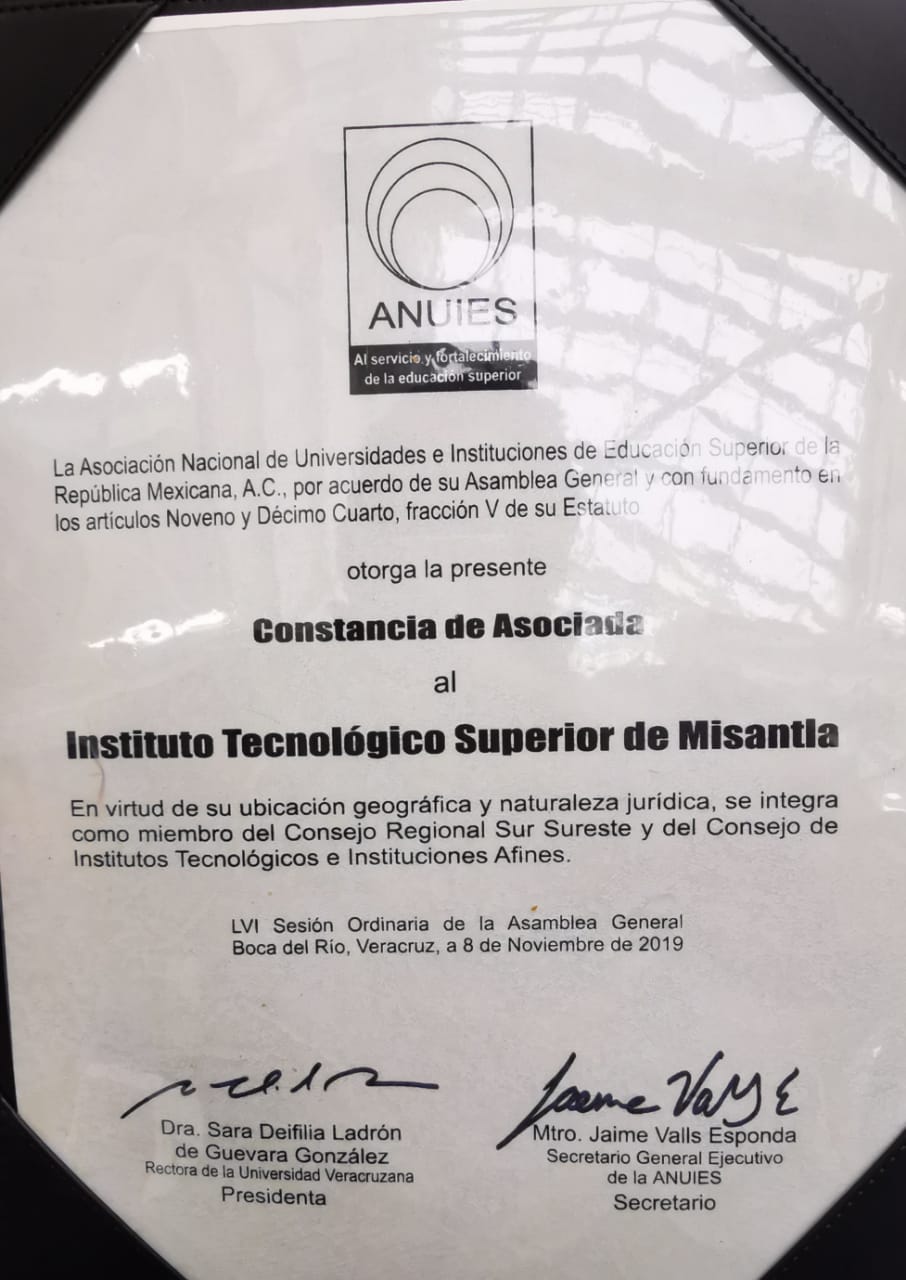 ANUIES
Al servicio y fortalecimiento
de la educación superior
La Asociación Nacional de Universidades e Instituciones de Educación Superior de la
República Mexicana, A.C., por acuerdo de su Asamblea General y con fundamento en
los artículos Noveno y Décimo Cuarto, fracción V de su Estatuto
otorga la presente
Constancia de Asociada
al
Instituto Tecnológico Superior de Misantla
En virtud de su ubicación geográfica y naturaleza jurídica, se integra
como miembro del Consejo Regional Sur Sureste y del Consejo de
Institutos Tecnológicos e Instituciones Afines.
LVI Sesión Ordinaria de la Asamblea General
Boca del Río, Veracruz, a 8 de Noviembre de 2019
Jaime Valls E
Dra. Sara Deifilia Ladrón
de Guevara González
Rectora de la Universidad Veracruzana
Presidenta
Mtro. Jaime Valls Esponda
Secretario General Ejecutivo
de la ANUIES
Secretario